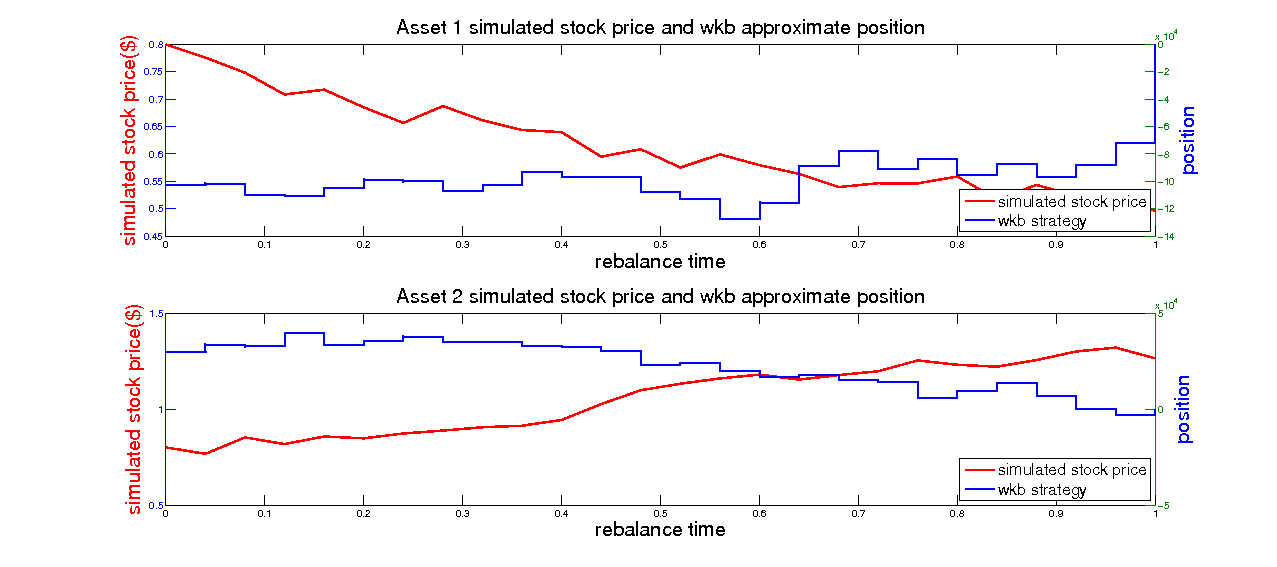 Asset 1 simulated stock price and wkb approximate position
simulated stock price($)
0.8
0.75
0.7
0.65
0.6
0.55
0.5
0.45
x 10^4
0
-2
-4
-6
-8
-10
-12
-14
position
simulated stock price
wkb strategy
0 0.1 0.2 0.3 0.4 0.5 0.6 0.7 0.8 0.9 1
rebalance time
Asset 2 simulated stock price and wkb approximate position
simulated stock price($)
1.5
1
0.5
x 10^4
5
0
-5
position
simulated stock price
wkb strategy
0 0.1 0.2 0.3 0.4 0.5 0.6 0.7 0.8 0.9 1
rebalance time